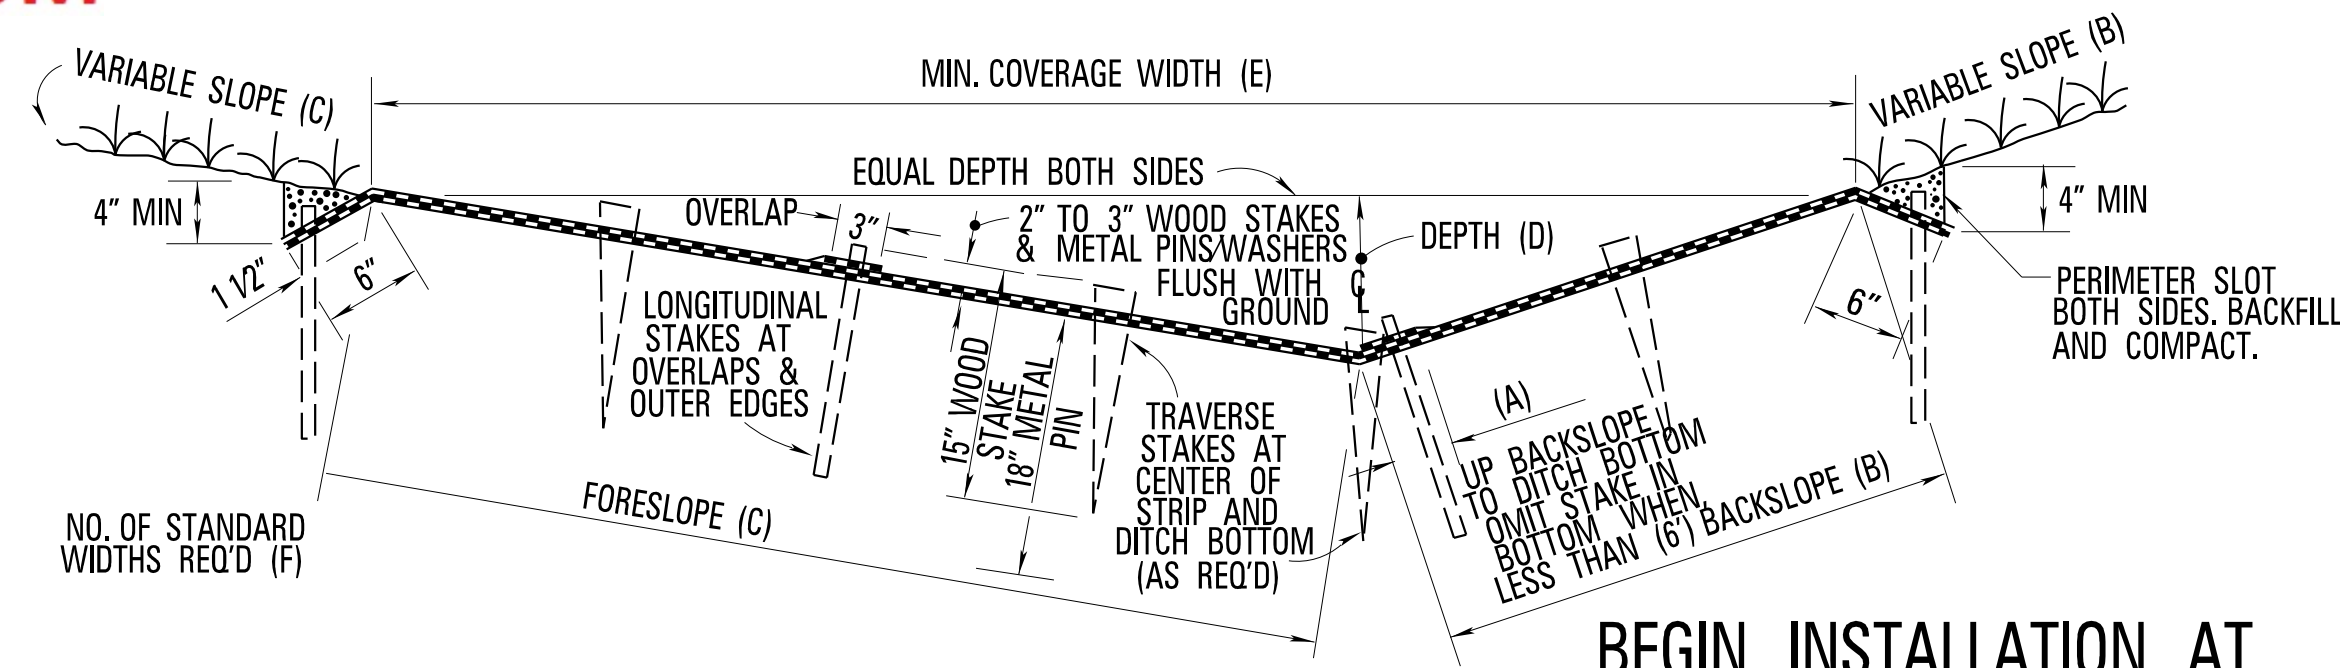 VARIABLE SLOPE (C)
MIN. COVERAGE WIDTH (E)
VARIABLE SLOPE (B)
EQUAL DEPTH BOTH SIDES
4" MIN
OVERLAP
3"
2" TO 3" WOOD STAKES
& METAL PINS/WASHERS
FLUSH WITH
GROUND
CL
DEPTH (D)
4" MIN
1 1/2"
6"
LONGITUDINAL
STAKES AT
OVERLAPS &
OUTER EDGES
15" WOOD
STAKE
18" METAL
PIN
TRAVERSE
STAKES AT
CENTER OF
STRIP AND
DITCH BOTTOM
(AS REQ'D)
(A)
UP BACKSLOPE
TO DITCH BOTTOM
OMIT STAKE IN
BOTTOM WHEN
LESS THAN (6')
BACKSLOPE (B)
6"
PERIMETER SLOT
BOTH SIDES. BACKFILL
AND COMPACT.
FORESLOPE (C)
NO. OF STANDARD
WIDTHS REQ'D (F)
BEGIN INSTALLATION AT